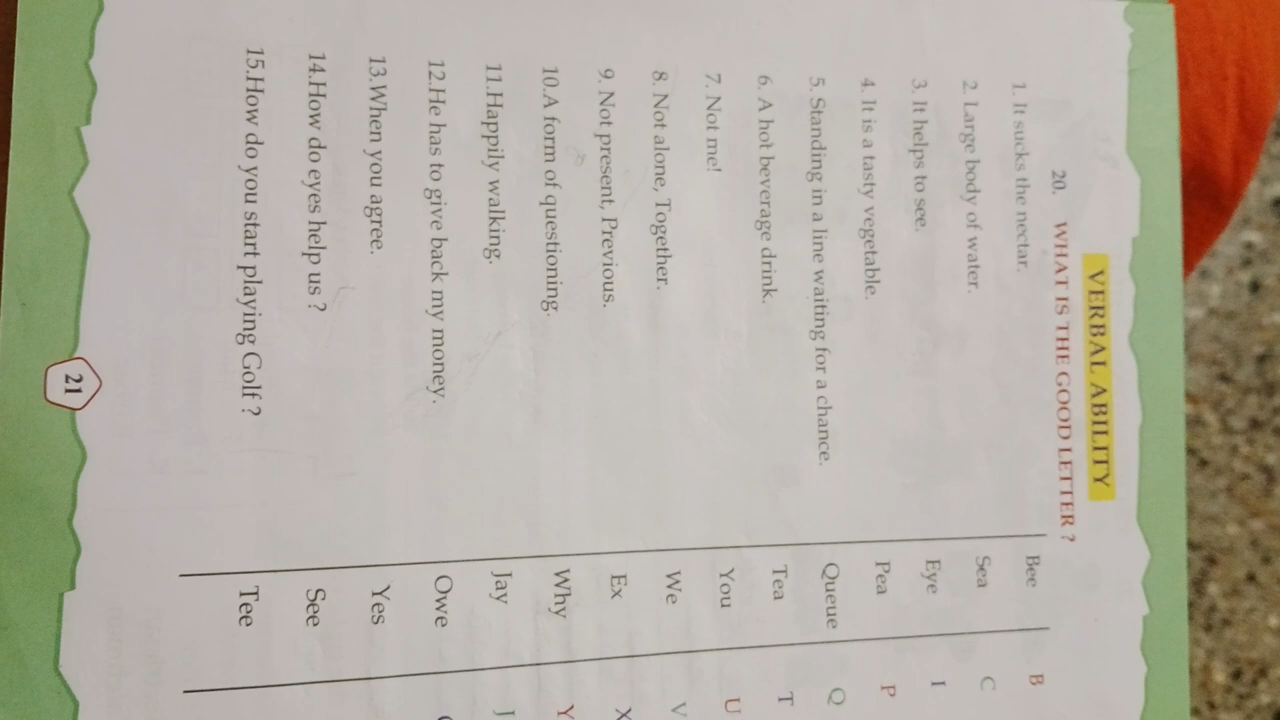 VERBAL ABILITY
20. WHAT IS THE GOOD LETTER ?
1. It sucks the nectar. Bee B
2. Large body of water. Sea C
3. It helps to see. Eye I
4. It is a tasty vegetable. Pea P
5. Standing in a line waiting for a chance. Queue Q
6. A hot beverage drink. Tea T
7. Not me! You U
8. Not alone, Together. We V
9. Not present, Previous. Ex X
10.A form of questioning. Why Y
11.Happily walking. Jay J
12.He has to give back my money. Owe
13.When you agree. Yes
14.How do eyes help us ? See
15.How do you start playing Golf ? Tee
21